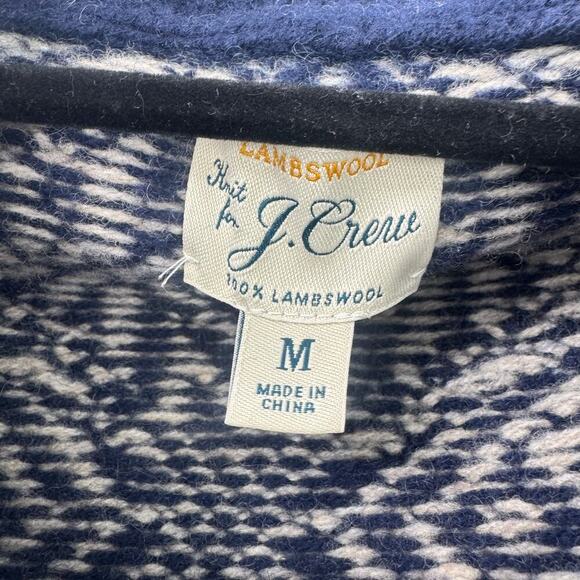 LAMBSWOOL
Knit
for
J.Crew
100% LAMBSWOOL
M
MADE IN
CHINA